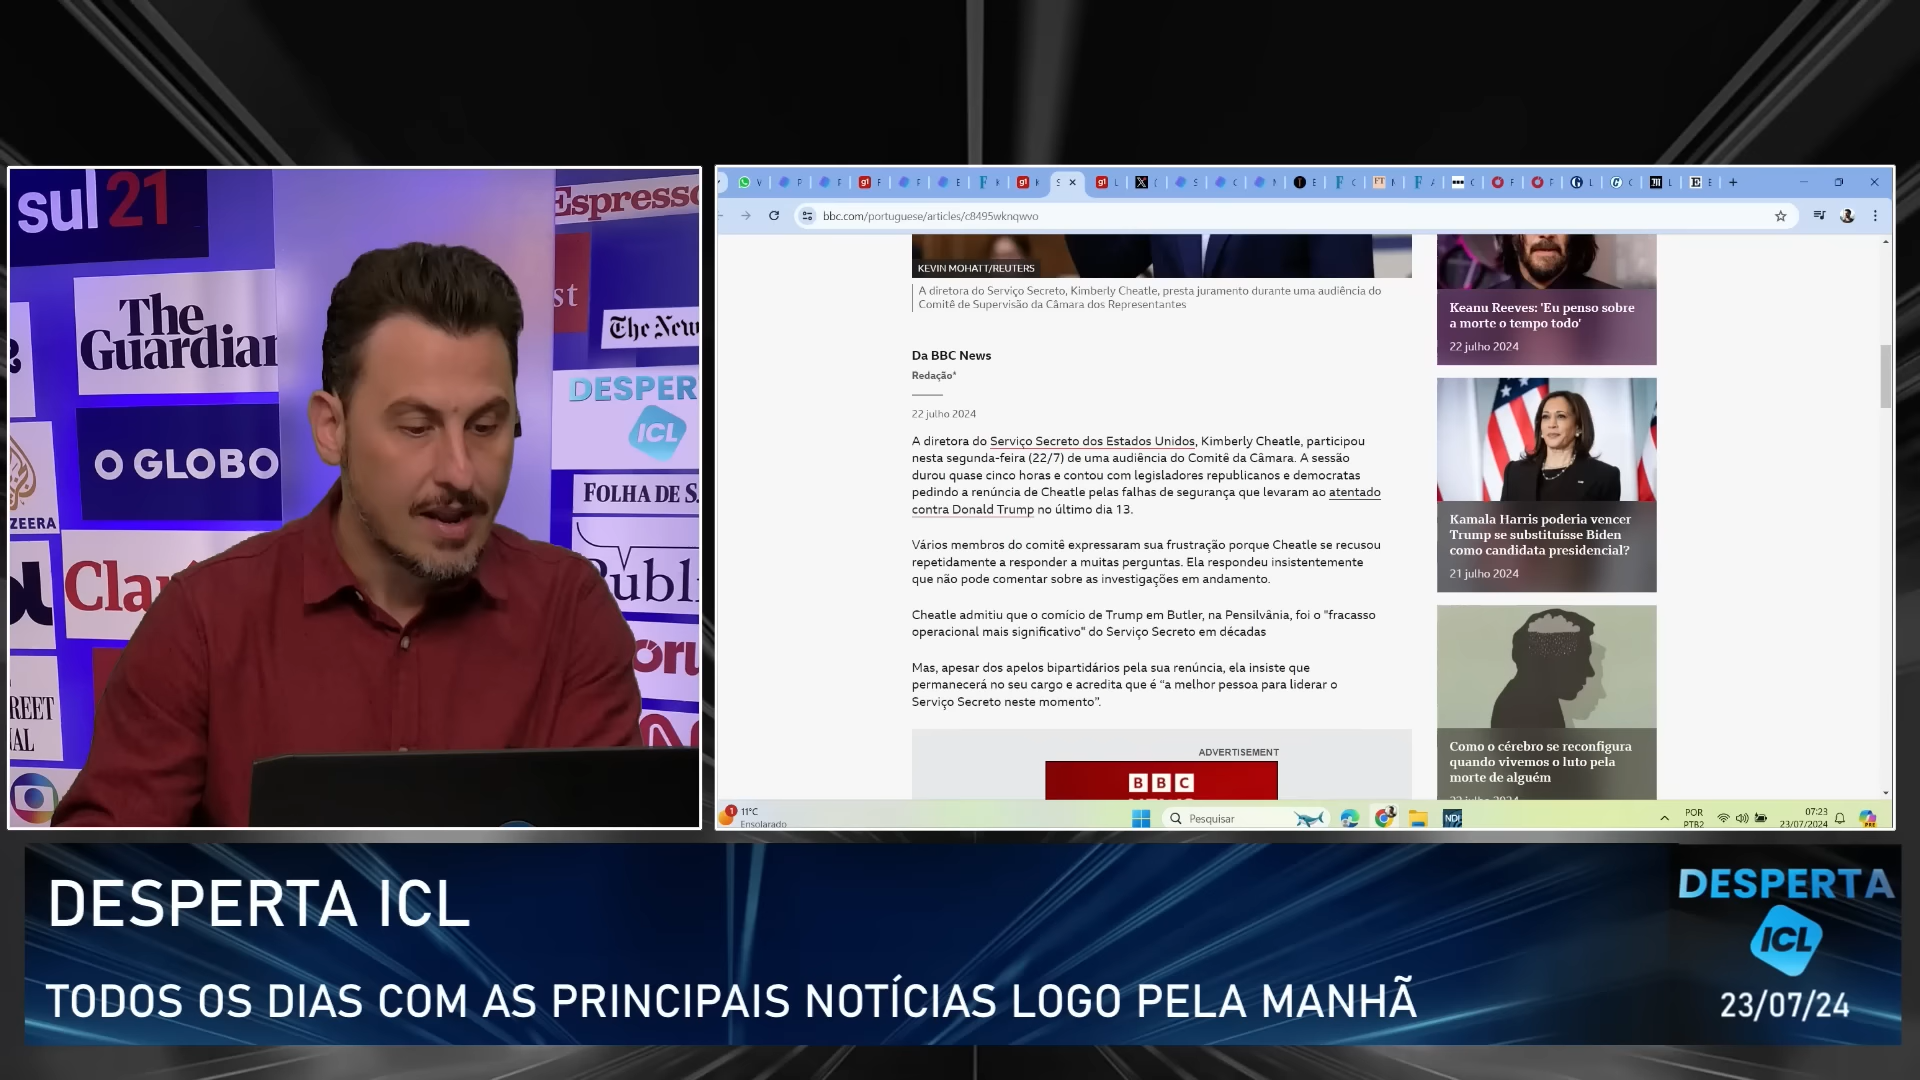 sul21
Espresso
The
Guardian
st
The New
DESPERT
ICL
O GLOBO
ZEERA
FOLHA DE S.
Clar
Publi
oru
REET
AL
bbc.com/portuguese/articles/c8495wknqwvo
KEVIN MOHATT/REUTERS
A diretora do Serviço Secreto, Kimberly Cheatle, presta juramento durante uma audiência do
Comitê de Supervisão da Câmara dos Representantes
Da BBC News
Redação*
22 julho 2024
A diretora do Serviço Secreto dos Estados Unidos, Kimberly Cheatle, participou
nesta segunda-feira (22/7) de uma audiência do Comitê da Câmara. A sessão
durou quase cinco horas e contou com legisladores republicanos e democratas
pedindo a renúncia de Cheatle pelas falhas de segurança que levaram ao atentado
contra Donald Trump no último dia 13.
Vários membros do comitê expressaram sua frustração porque Cheatle se recusou
repetidamente a responder a muitas perguntas. Ela respondeu insistentemente
que não pode comentar sobre as investigações em andamento.
Cheatle admitiu que o comício de Trump em Butler, na Pensilvânia, foi o "fracasso
operacional mais significativo" do Serviço Secreto em décadas
Mas, apesar dos apelos bipartidários pela sua renúncia, ela insiste que
permanecerá no seu cargo e acredita que é “a melhor pessoa para liderar o
Serviço Secreto neste momento”.
ADVERTISEMENT
BBC
Keanu Reeves: 'Eu penso sobre
a morte o tempo todo'
22 julho 2024
Kamala Harris poderia vencer
Trump se substituísse Biden
como candidata presidencial?
21 julho 2024
Como o cérebro se reconfigura
quando vivemos o luto pela
morte de alguém
1
11°C
Ensolarado
Pesquisar
NDI
POR
PTB2
07:23
23/07/2024
DESPERTA ICL
TODOS OS DIAS COM AS PRINCIPAIS NOTÍCIAS LOGO PELA MANHÃ
DESPERTA
ICL
23/07/24